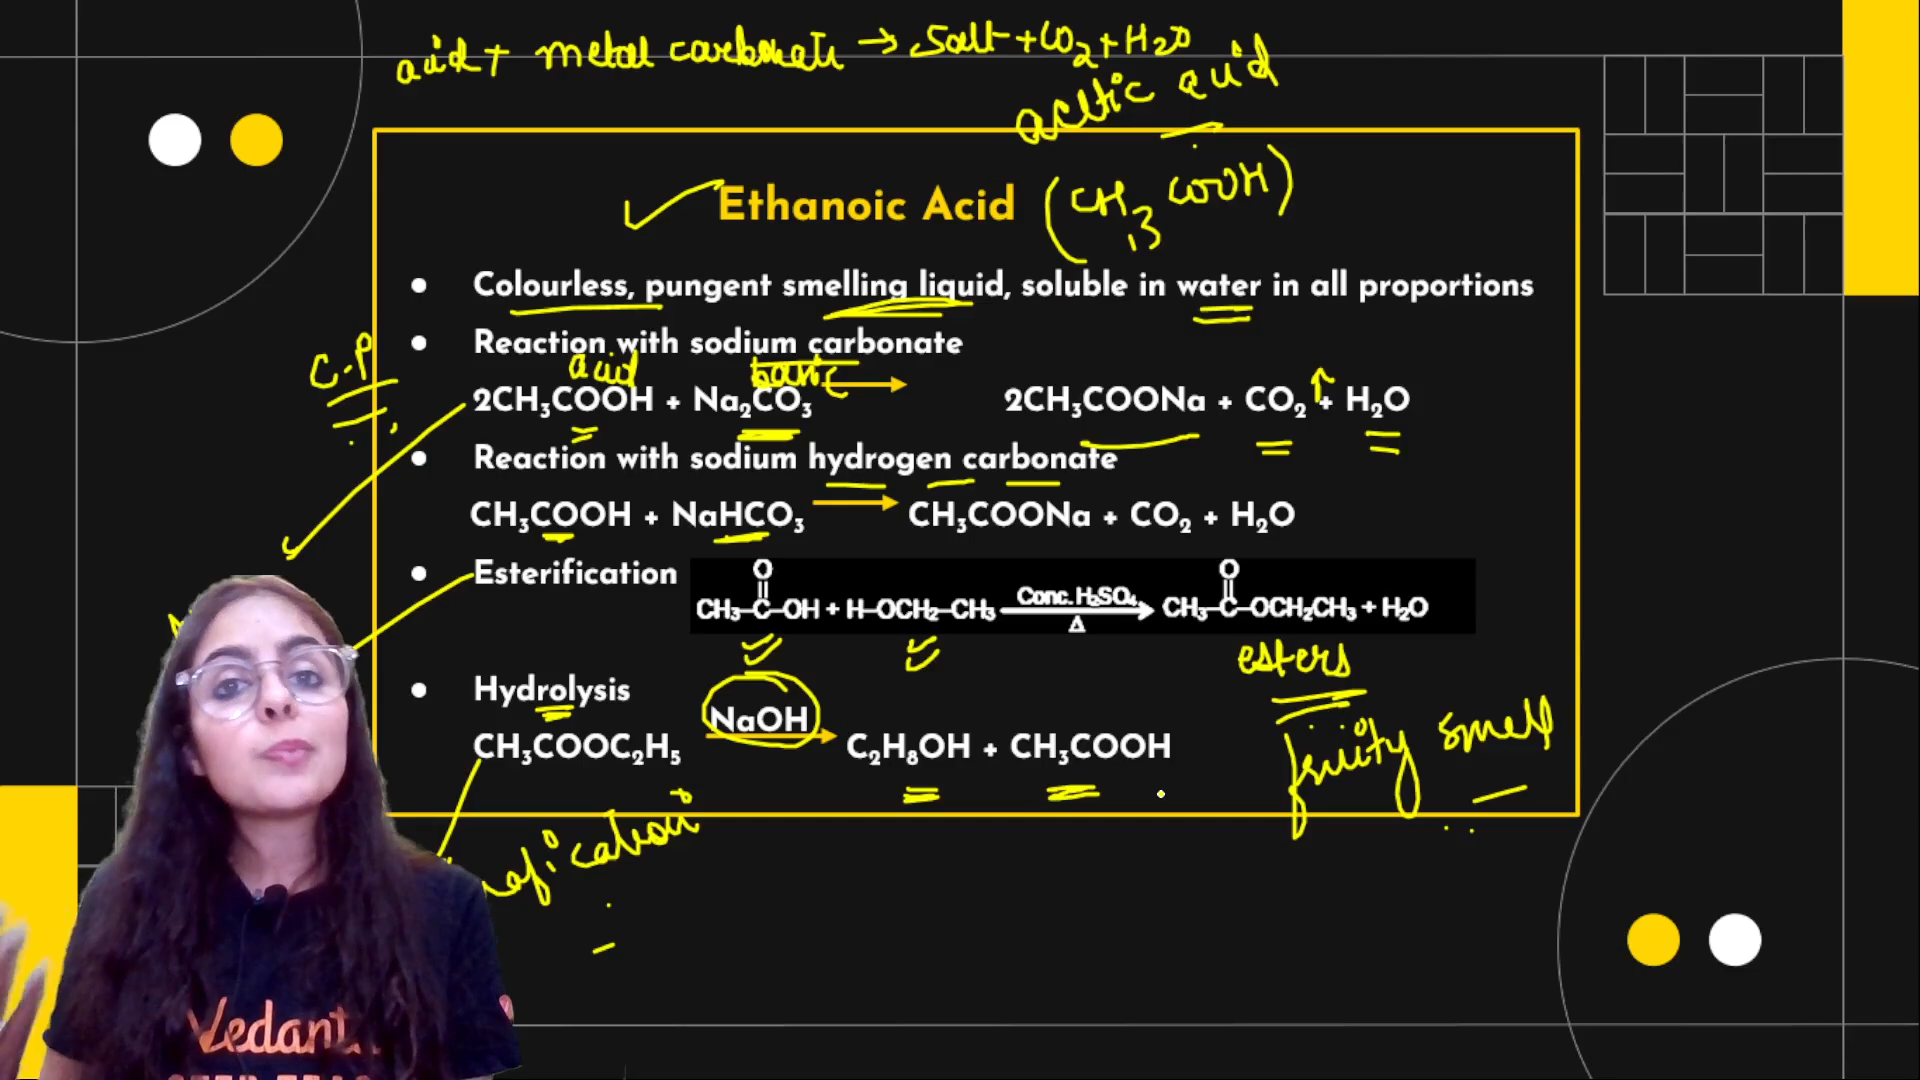 acid + metal carbonate → Salt + CO2 + H2O
acetic acid
Ethanoic Acid (CH3COOH)
• Colourless, pungent smelling liquid, soluble in water in all proportions
C.P
• Reaction with sodium carbonate
acid basic
2CH₃COOH + Na₂CO₃ → 2CH₃COONa + CO₂ ↑ + H₂O
• Reaction with sodium hydrogen carbonate
CH₃COOH + NaHCO₃ → CH₃COONa + CO₂ + H₂O
• Esterification
O O
CH₃–C–OH + H–OCH₂–CH₃ Conc. H₂SO₄ Δ → CH₃–C–OCH₂CH₃ + H₂O
esters
• Hydrolysis
fruity smell
NaOH
CH₃COOC₂H₅ → C₂H₈OH + CH₃COOH
Vedant